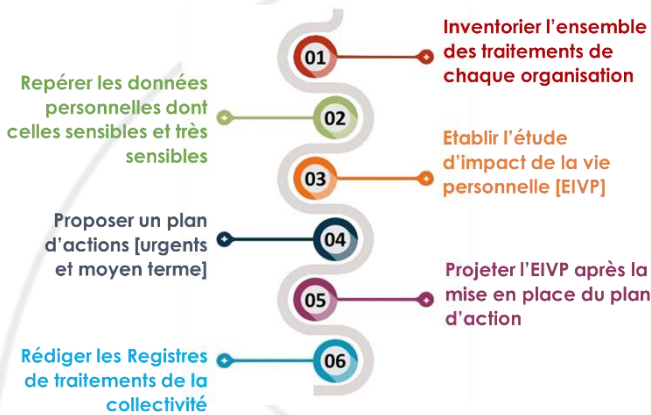 01
Inventorier l'ensemble
des traitements de
chaque organisation
Repérer les données
personnelles dont
celles sensibles et très
sensibles
02
03
Etablir l'étude
d'impact de la vie
personnelle [EIVP]
Proposer un plan
d'actions [urgents
et moyen terme]
04
05
Projeter l'EIVP après la
mise en place du plan
d'action
Rédiger les Registres
de traitements de la
collectivité
06